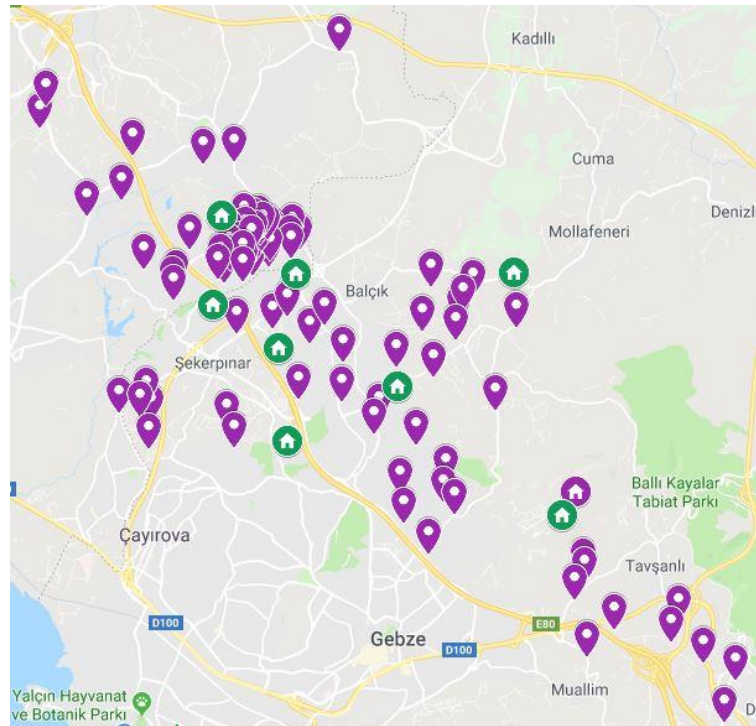 Kadıllı
Cuma
Denizl
Mollafeneri
Balçık
Şekerpınar
Ballı Kayalar
Tabiat Parkı
Çayırova
Tavşanlı
D100
E80
Gebze
D100
Muallim
Yalçın Hayvanat
ve Botanik Parkı
D